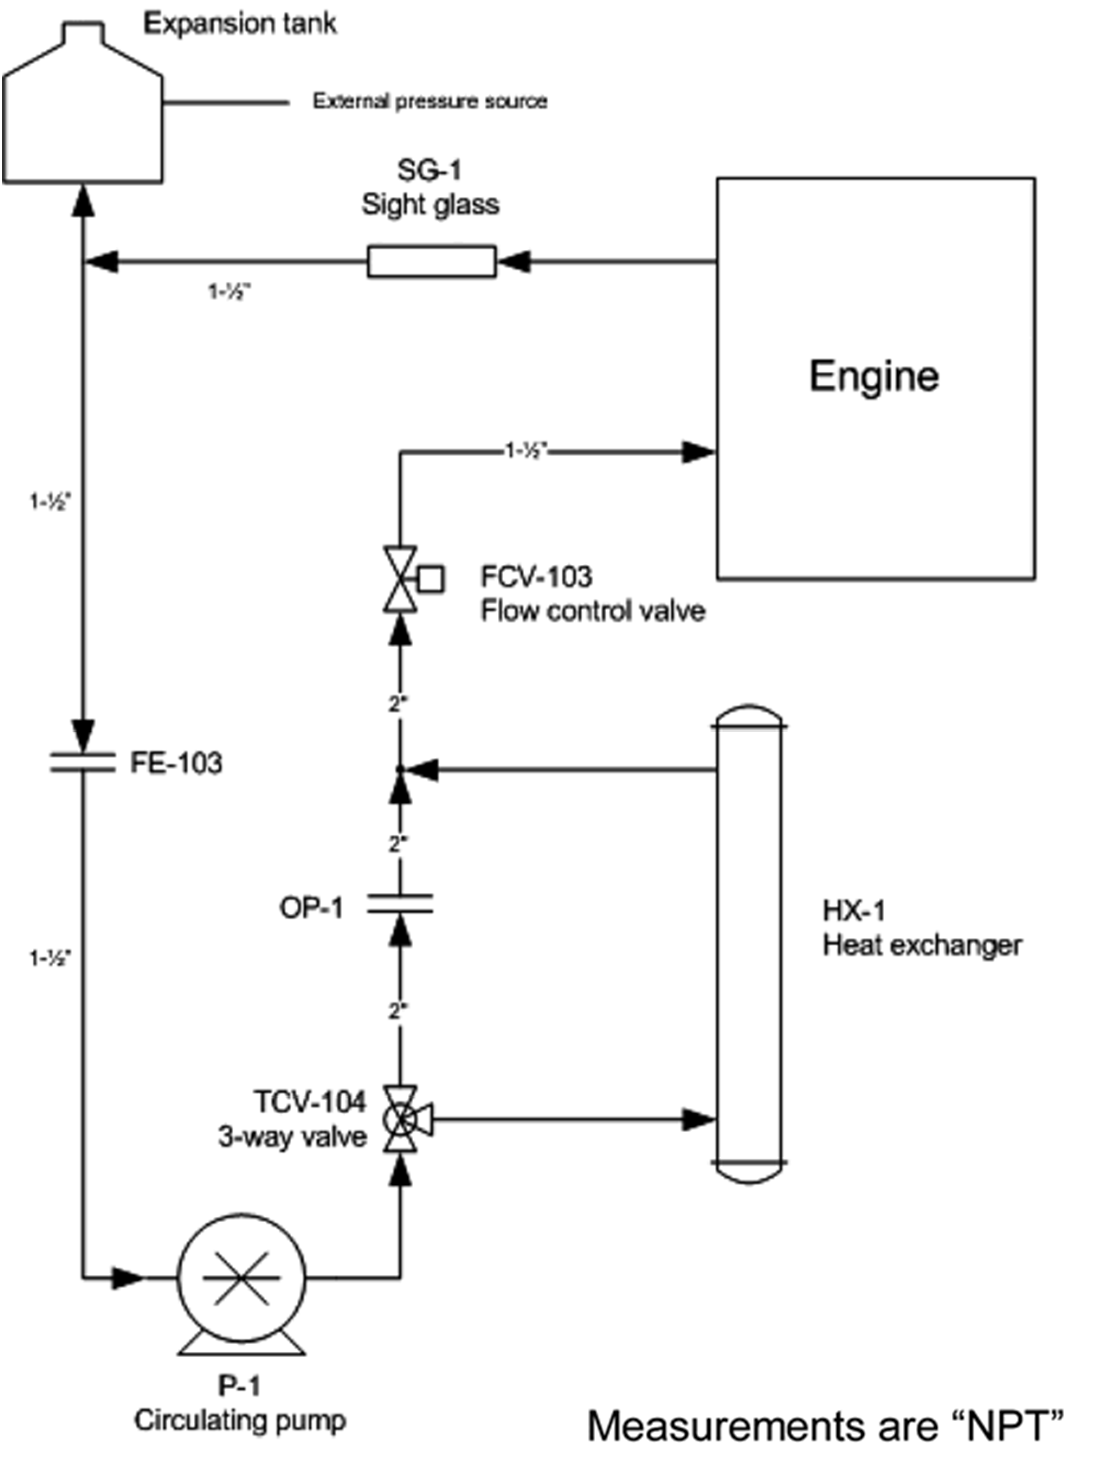 Expansion tank
External pressure source
SG-1
Sight glass
1-½"
Engine
1-½"
1-½"
FCV-103
Flow control valve
2"
FE-103
2"
OP-1
HX-1
Heat exchanger
1-½"
2"
TCV-104
3-way valve
P-1
Circulating pump
Measurements are “NPT”